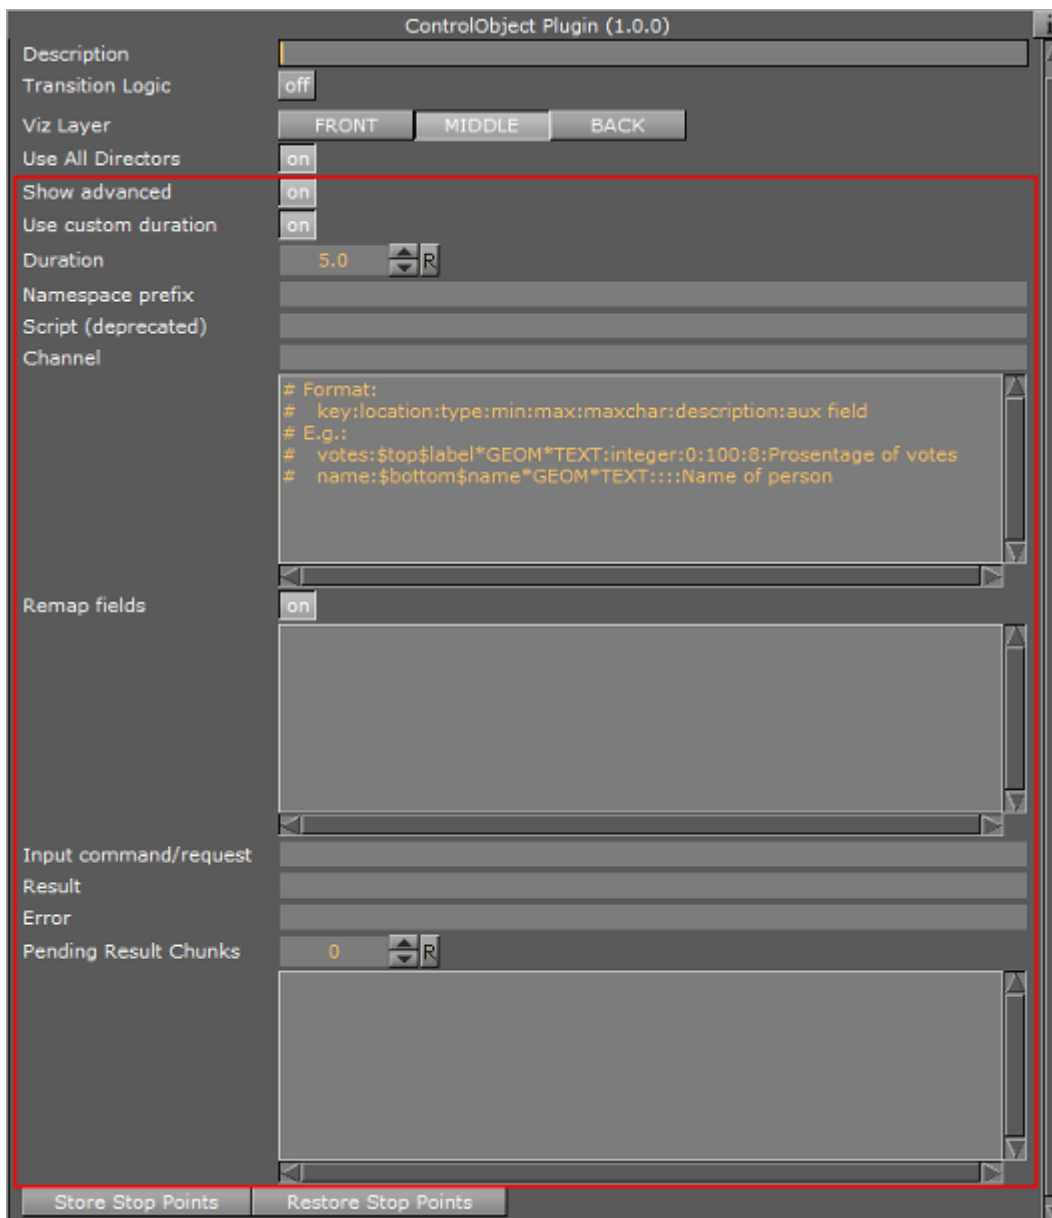 ControlObject Plugin (1.0.0)
Description
Transition Logic off
Viz Layer FRONT MIDDLE BACK
Use All Directors on
Show advanced on
Use custom duration on
Duration 5.0 R
Namespace prefix
Script (deprecated)
Channel
# Format:
# key:location:type:min:max:maxchar:description:aux field
# E.g.:
# votes:$top$label*GEOM*TEXT:integer:0:100:8:Prosentage of votes
# name:$bottom$name*GEOM*TEXT::::Name of person
Remap fields on
Input command/request
Result
Error
Pending Result Chunks 0 R
Store Stop Points Restore Stop Points